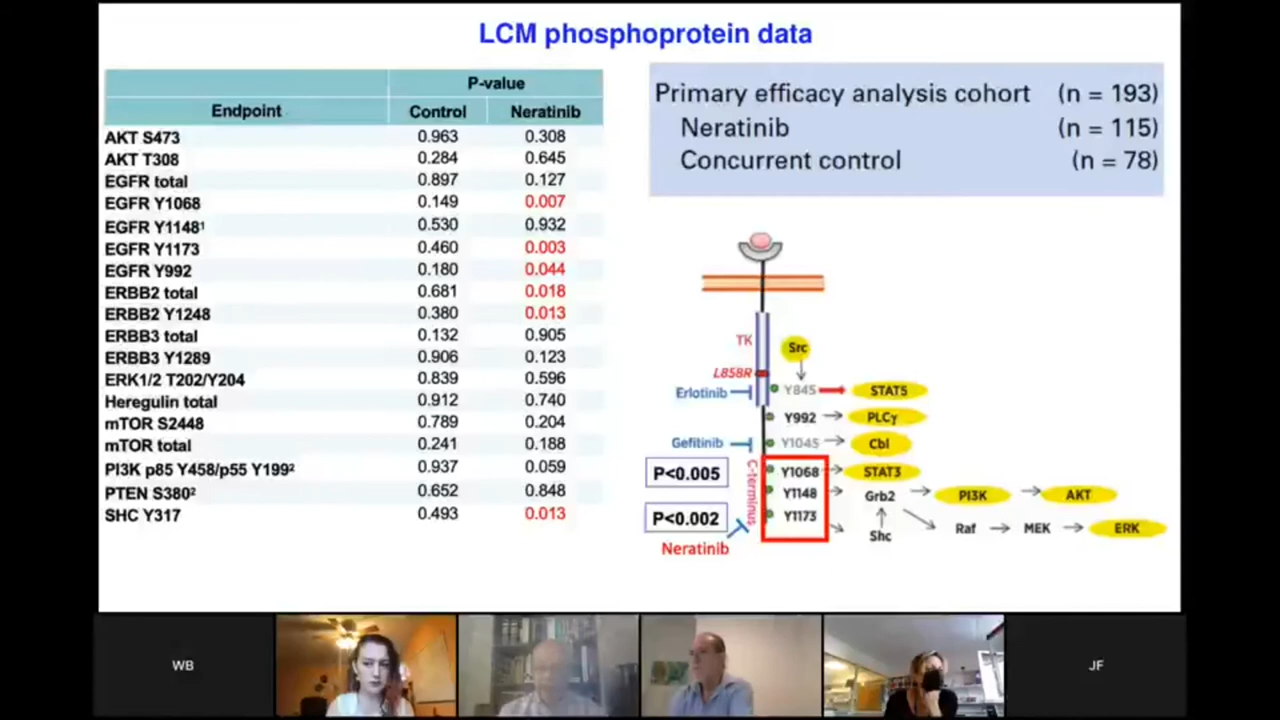 LCM phosphoprotein data
P-value
Endpoint Control Neratinib
AKT S473 0.963 0.308
AKT T308 0.284 0.645
EGFR total 0.897 0.127
EGFR Y1068 0.149 0.007
EGFR Y1148¹ 0.530 0.932
EGFR Y1173 0.460 0.003
EGFR Y992 0.180 0.044
ERBB2 total 0.681 0.018
ERBB2 Y1248 0.380 0.013
ERBB3 total 0.132 0.905
ERBB3 Y1289 0.906 0.123
ERK1/2 T202/Y204 0.839 0.596
Heregulin total 0.912 0.740
mTOR S2448 0.789 0.204
mTOR total 0.241 0.188
PI3K p85 Y458/p55 Y199² 0.937 0.059
PTEN S380² 0.652 0.848
SHC Y317 0.493 0.013
Primary efficacy analysis cohort (n = 193)
Neratinib (n = 115)
Concurrent control (n = 78)
TK
Src
L858R
Erlotinib Y845 STAT5
Y992 PLCγ
Gefitinib Y1045 Cbl
C-terminus
P<0.005 Y1068 STAT3
Y1148 Grb2 PI3K AKT
P<0.002 Y1173
Shc Raf MEK ERK
Neratinib
WB
JF